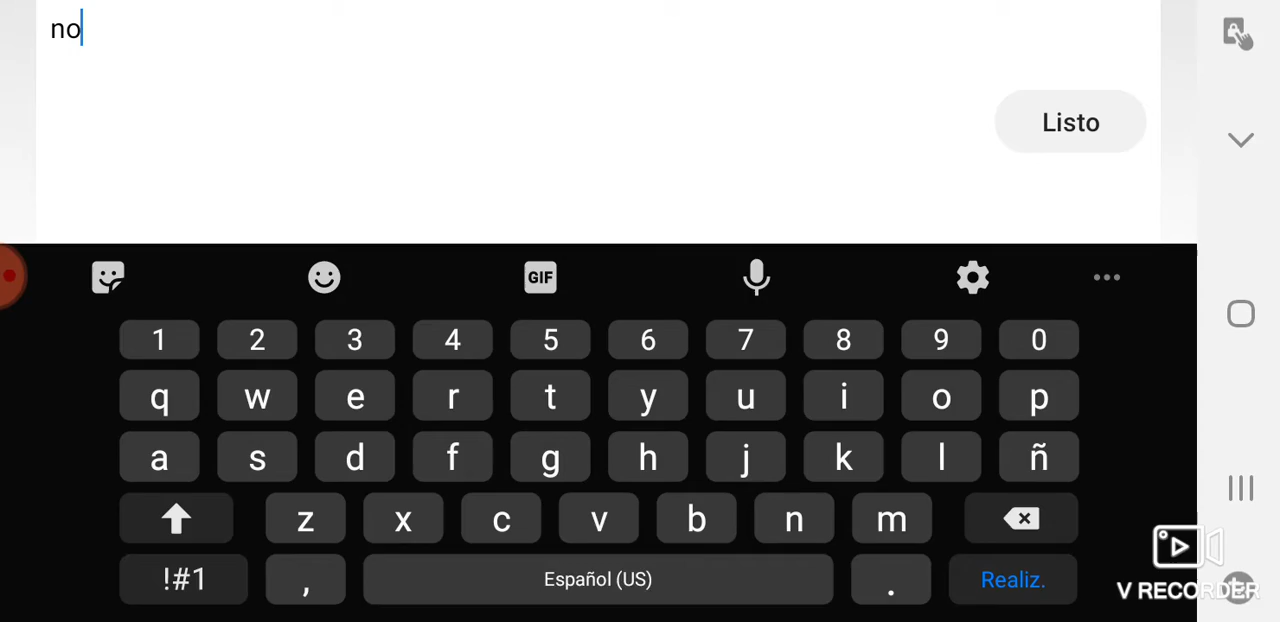 no
Listo
GIF
1 2 3 4 5 6 7 8 9 0
q w e r t y u i o p
a s d f g h j k l ñ
z x c v b n m
!#1 , Español (US) . Realiz.
V RECORDER